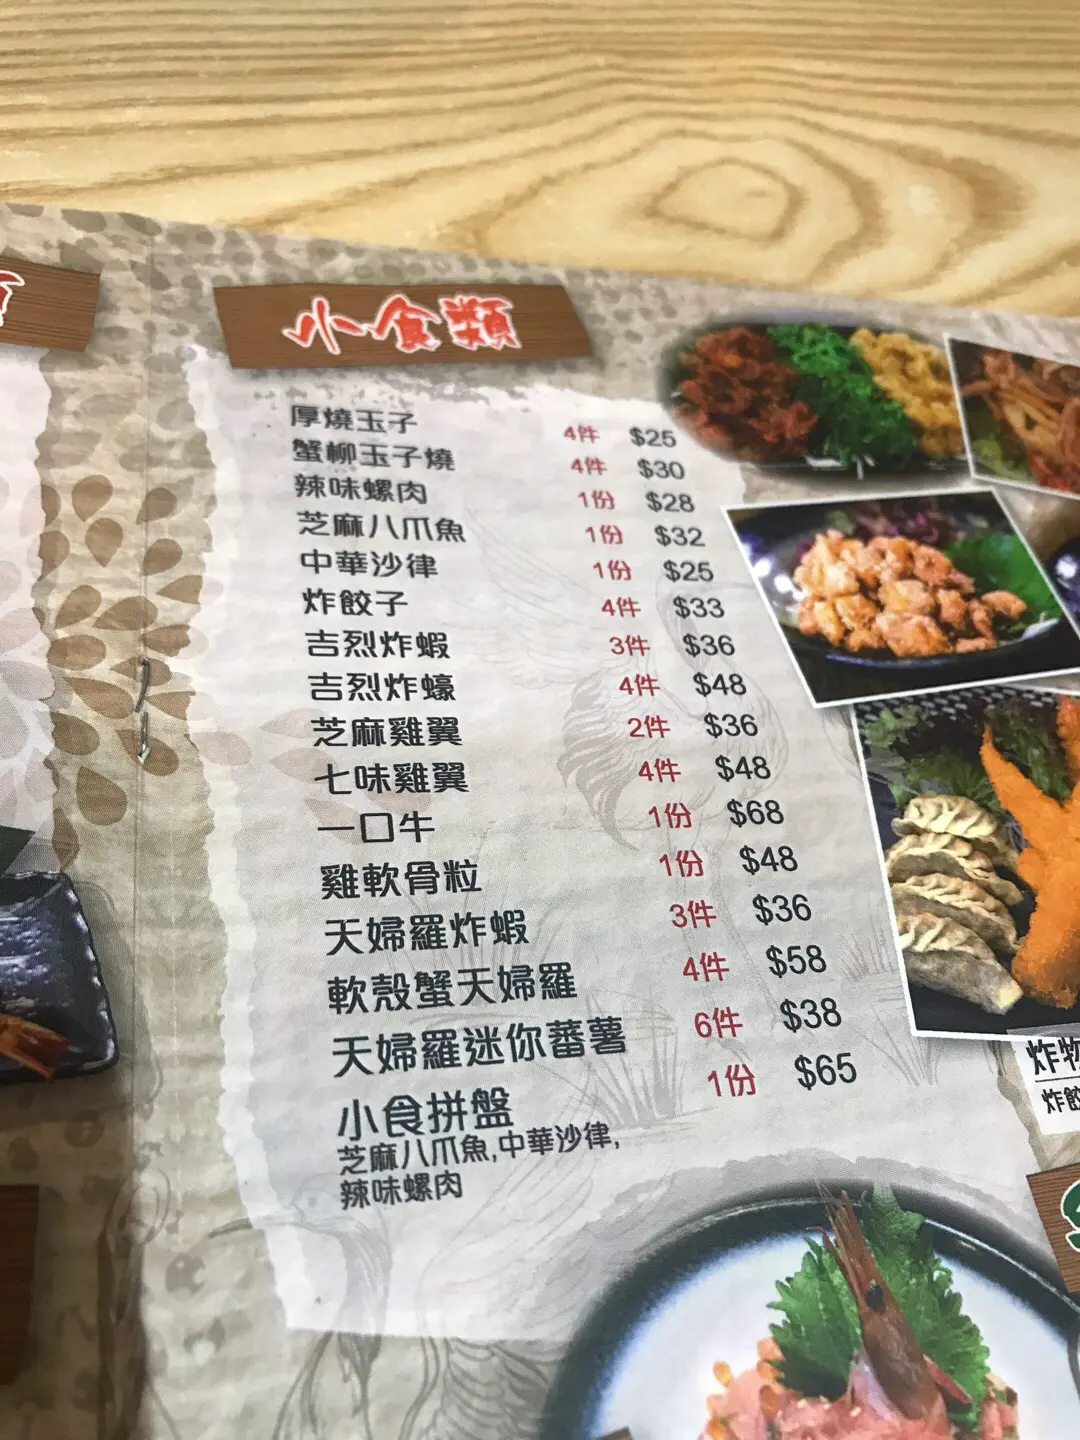 小食類
厚燒玉子 4件 $25
蟹柳玉子燒 4件 $30
辣味螺肉 1份 $28
芝麻八爪魚 1份 $32
中華沙律 1份 $25
炸餃子 4件 $33
吉烈炸蝦 3件 $36
吉烈炸蠔 4件 $48
芝麻雞翼 2件 $36
七味雞翼 4件 $48
一口牛 1份 $68
雞軟骨粒 1份 $48
天婦羅炸蝦 3件 $36
軟殼蟹天婦羅 4件 $58
天婦羅迷你蕃薯 6件 $38
小食拼盤 1份 $65
芝麻八爪魚,中華沙律,
辣味螺肉
炸物
炸餃